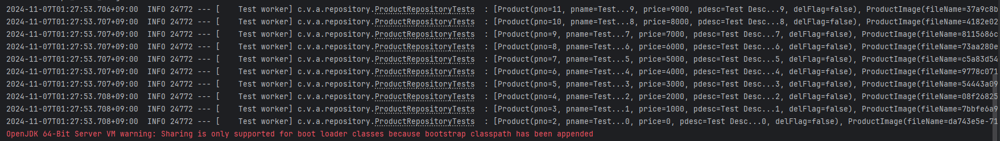 2024-11-07T01:27:53.706+09:00  INFO 24772 --- [    Test worker] c.v.a.repository.ProductRepositoryTests  : [Product(pno=11, pname=Test...9, price=9000, pdesc=Test Desc...9, delFlag=false), ProductImage(fileName=37a9c8b
2024-11-07T01:27:53.707+09:00  INFO 24772 --- [    Test worker] c.v.a.repository.ProductRepositoryTests  : [Product(pno=10, pname=Test...8, price=8000, pdesc=Test Desc...8, delFlag=false), ProductImage(fileName=4182e02
2024-11-07T01:27:53.707+09:00  INFO 24772 --- [    Test worker] c.v.a.repository.ProductRepositoryTests  : [Product(pno=9, pname=Test...7, price=7000, pdesc=Test Desc...7, delFlag=false), ProductImage(fileName=8115686c
2024-11-07T01:27:53.707+09:00  INFO 24772 --- [    Test worker] c.v.a.repository.ProductRepositoryTests  : [Product(pno=8, pname=Test...6, price=6000, pdesc=Test Desc...6, delFlag=false), ProductImage(fileName=73aa280e
2024-11-07T01:27:53.707+09:00  INFO 24772 --- [    Test worker] c.v.a.repository.ProductRepositoryTests  : [Product(pno=7, pname=Test...5, price=5000, pdesc=Test Desc...5, delFlag=false), ProductImage(fileName=c5a83d54
2024-11-07T01:27:53.707+09:00  INFO 24772 --- [    Test worker] c.v.a.repository.ProductRepositoryTests  : [Product(pno=6, pname=Test...4, price=4000, pdesc=Test Desc...4, delFlag=false), ProductImage(fileName=9778c071
2024-11-07T01:27:53.707+09:00  INFO 24772 --- [    Test worker] c.v.a.repository.ProductRepositoryTests  : [Product(pno=5, pname=Test...3, price=3000, pdesc=Test Desc...3, delFlag=false), ProductImage(fileName=54443a09
2024-11-07T01:27:53.708+09:00  INFO 24772 --- [    Test worker] c.v.a.repository.ProductRepositoryTests  : [Product(pno=4, pname=Test...2, price=2000, pdesc=Test Desc...2, delFlag=false), ProductImage(fileName=08f26825
2024-11-07T01:27:53.708+09:00  INFO 24772 --- [    Test worker] c.v.a.repository.ProductRepositoryTests  : [Product(pno=3, pname=Test...1, price=1000, pdesc=Test Desc...1, delFlag=false), ProductImage(fileName=7bbfe6a9
2024-11-07T01:27:53.708+09:00  INFO 24772 --- [    Test worker] c.v.a.repository.ProductRepositoryTests  : [Product(pno=2, pname=Test...0, price=0, pdesc=Test Desc...0, delFlag=false), ProductImage(fileName=da743e5e-71
OpenJDK 64-Bit Server VM warning: Sharing is only supported for boot loader classes because bootstrap classpath has been appended